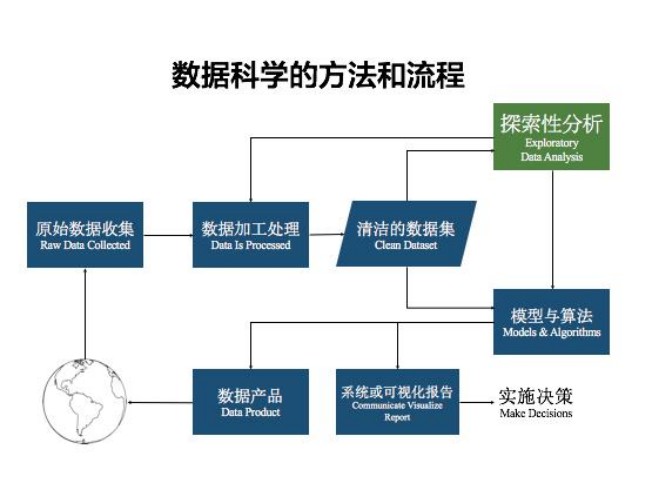 数据科学的方法和流程
探索性分析
Exploratory
Data Analysis
原始数据收集
Raw Data Collected
数据加工处理
Data Is Processed
清洁的数据集
Clean Dataset
模型与算法
Models & Algorithms
数据产品
Data Product
系统或可视化报告
Communicate Visualize
Report
实施决策
Make Decisions